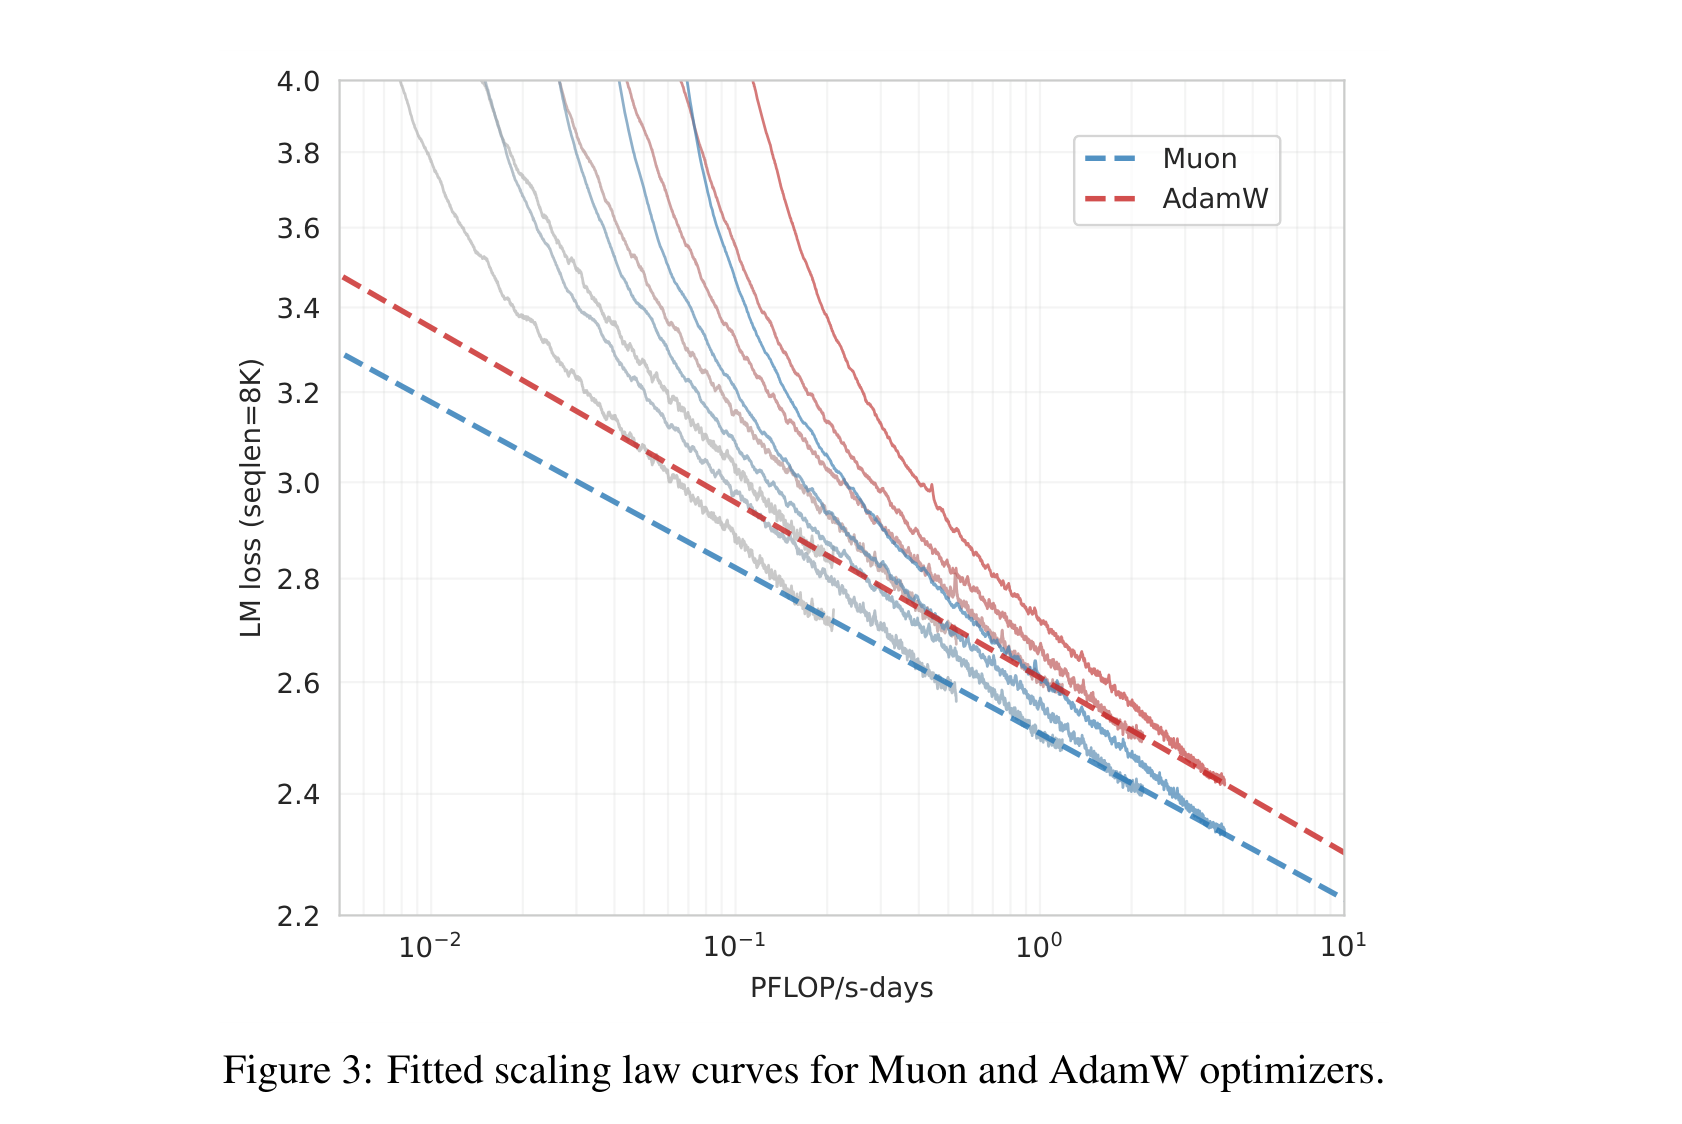 4.0
3.8
3.6
3.4
3.2
3.0
2.8
2.6
2.4
2.2
LM loss (seqlen=8K)
Muon
AdamW
10⁻² 10⁻¹ 10⁰ 10¹
PFLOP/s-days
Figure 3: Fitted scaling law curves for Muon and AdamW optimizers.